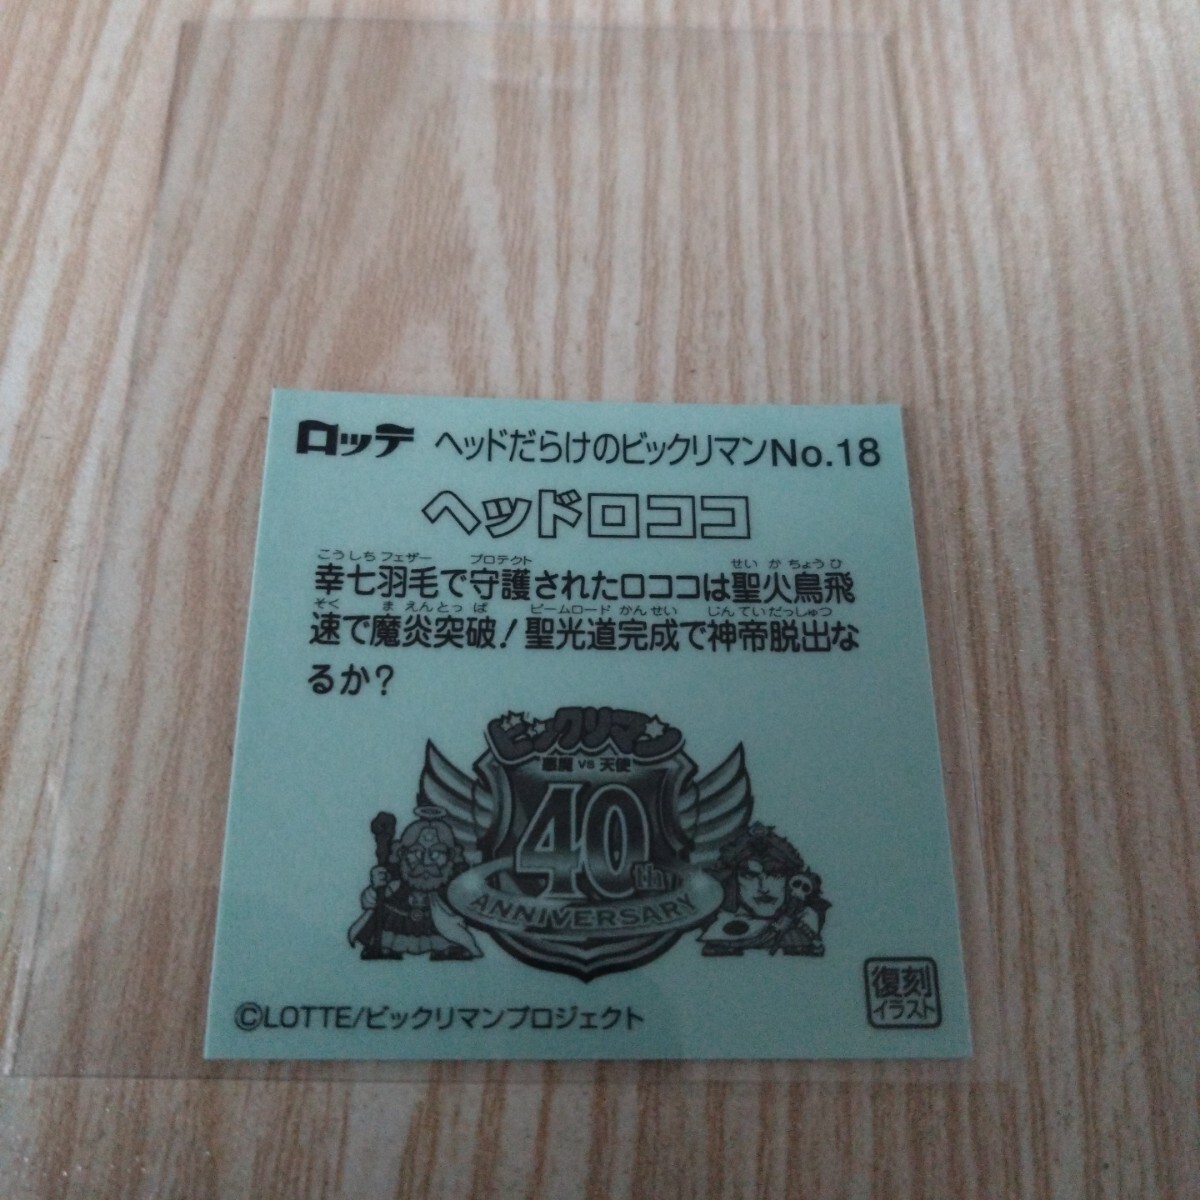 ロッテ ヘッドだらけのビックリマンNo.18
ヘッドロココ
こうしちフェザー プロテクト せいかちょうひ
幸七羽毛で守護されたロココは聖火鳥飛
そく まえんとっぱ ビームロード かんせい じんていだっしゅつ
速で魔炎突破！聖光道完成で神帝脱出な
るか？
ビックリマン
悪魔 VS 天使
40th
ANNIVERSARY
復刻
イラスト
©LOTTE/ビックリマンプロジェクト